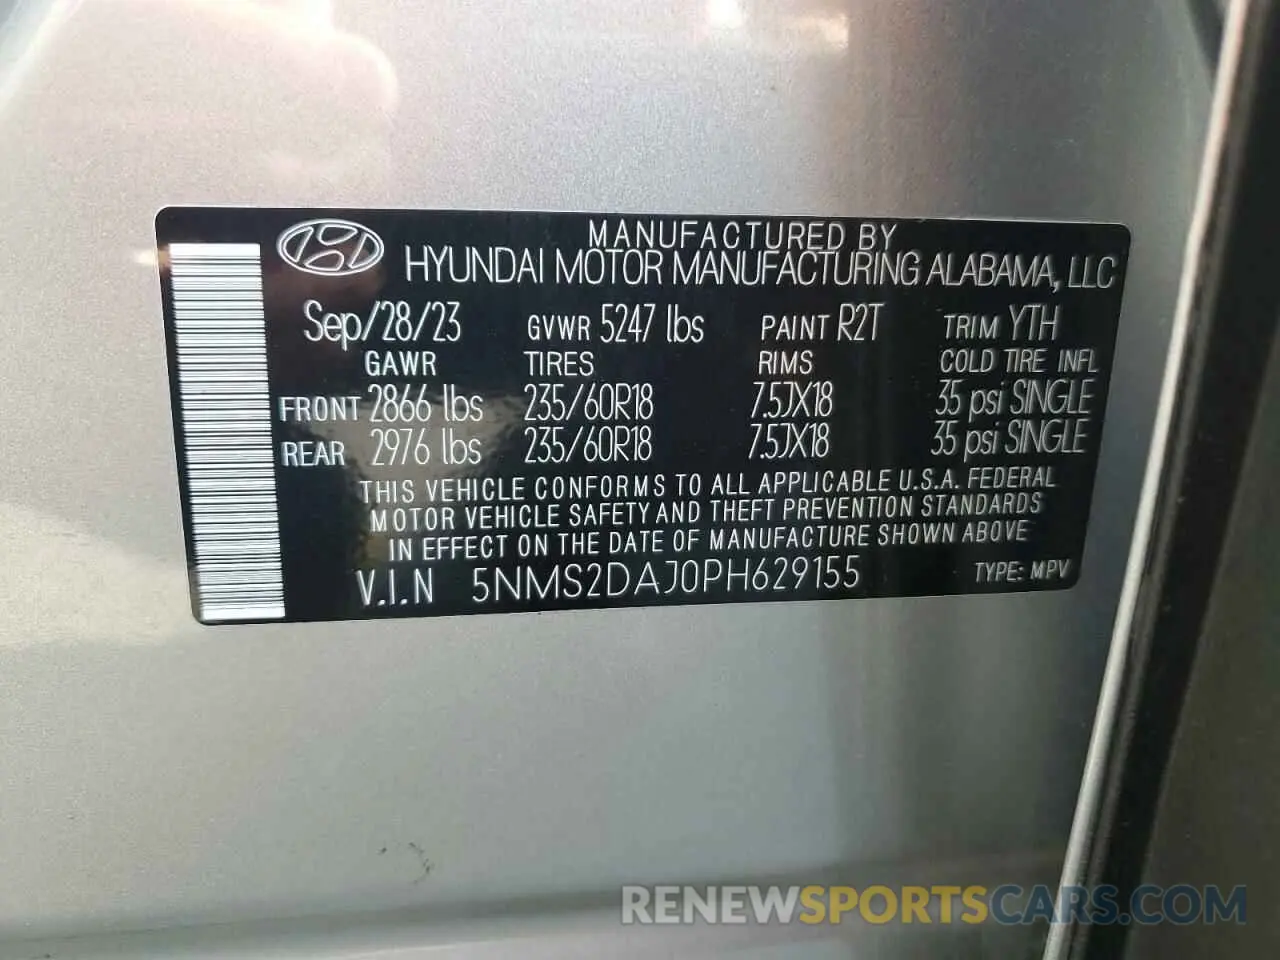 MANUFACTURED BY
HYUNDAI MOTOR MANUFACTURING ALABAMA, LLC
Sep/28/23 GVWR 5247 lbs PAINT R2T TRIM YTH
GAWR TIRES RIMS COLD TIRE INFL
FRONT 2866 lbs 235/60R18 7.5JX18 35 psi SINGLE
REAR 2976 lbs 235/60R18 7.5JX18 35 psi SINGLE
THIS VEHICLE CONFORMS TO ALL APPLICABLE U.S.A. FEDERAL
MOTOR VEHICLE SAFETY AND THEFT PREVENTION STANDARDS
IN EFFECT ON THE DATE OF MANUFACTURE SHOWN ABOVE
V.I.N 5NMS2DAJ0PH629155 TYPE: MPV
RENEWSPORTSCARS.COM